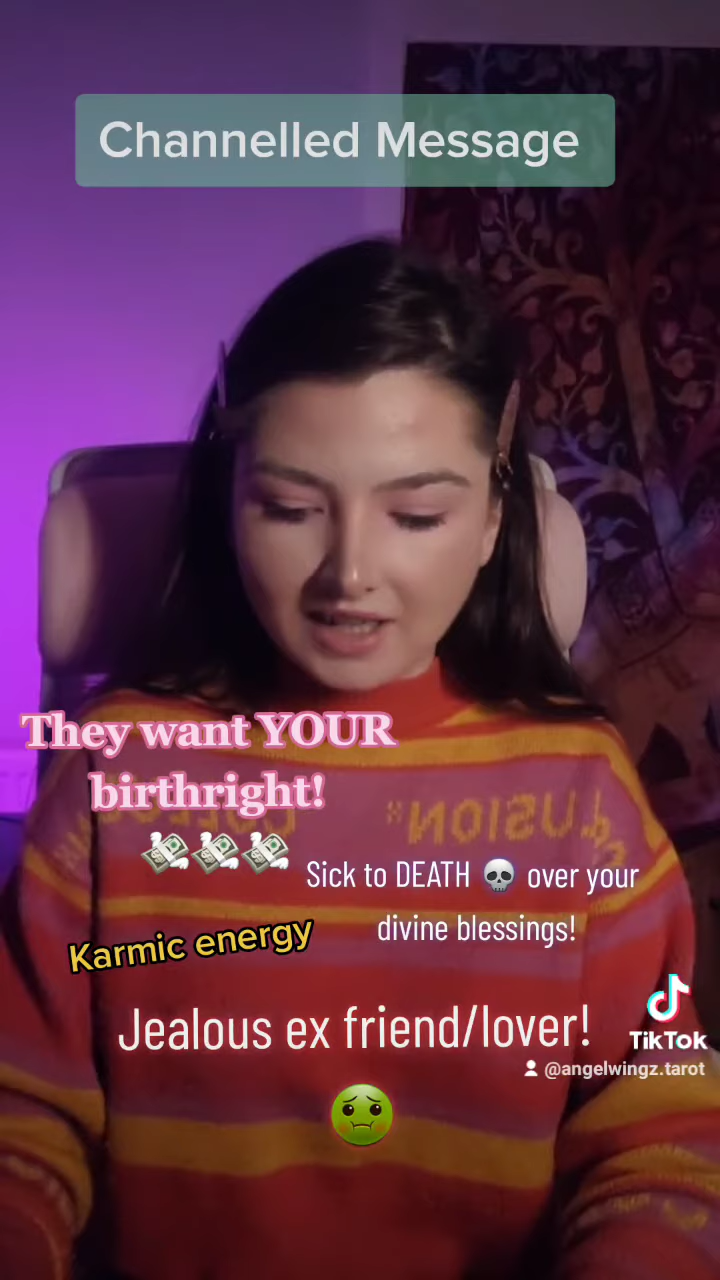 Channelled Message
They want YOUR
birthright!
💸💸💸
Sick to DEATH 💀 over your
divine blessings!
Karmic energy
Jealous ex friend/lover!
🤢
TikTok
@angelwingz.tarot